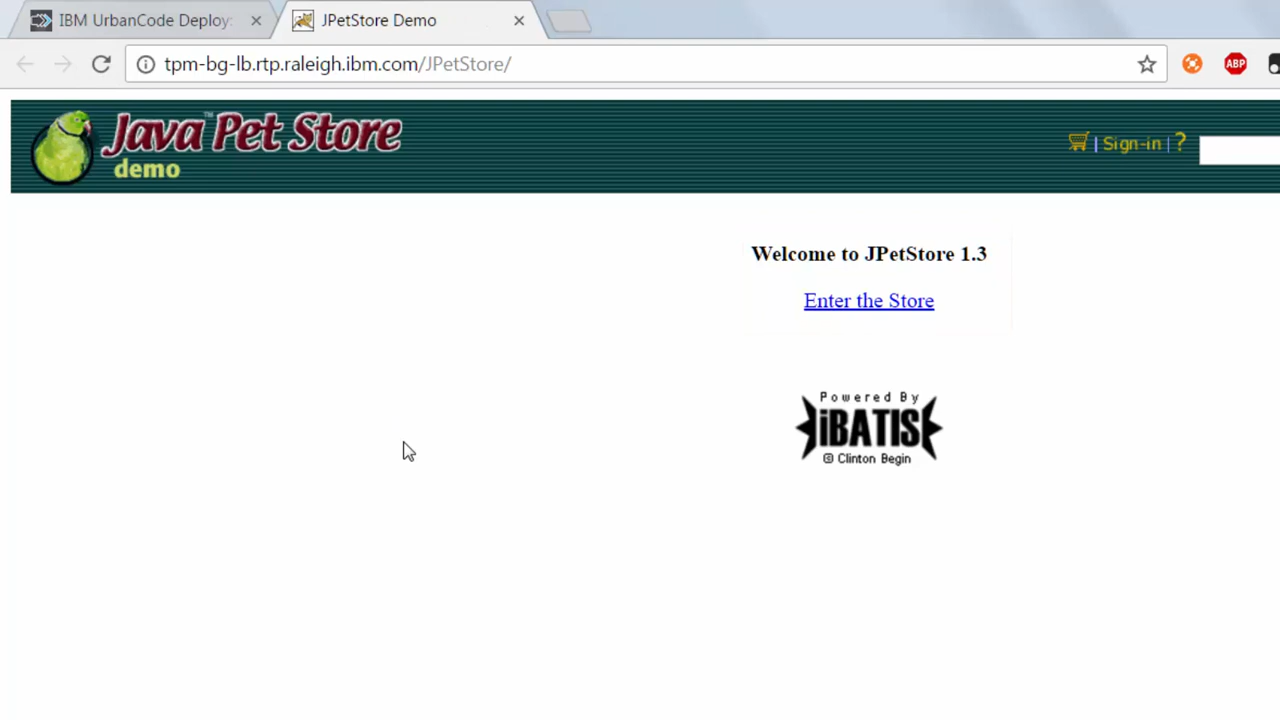 IBM UrbanCode Deploy:
JPetStore Demo
tpm-bg-lb.rtp.raleigh.ibm.com/JPetStore/
ABP
Java™ Pet Store
demo
| Sign-in | ?
Welcome to JPetStore 1.3
Enter the Store
Powered By
iBATIS
© Clinton Begin